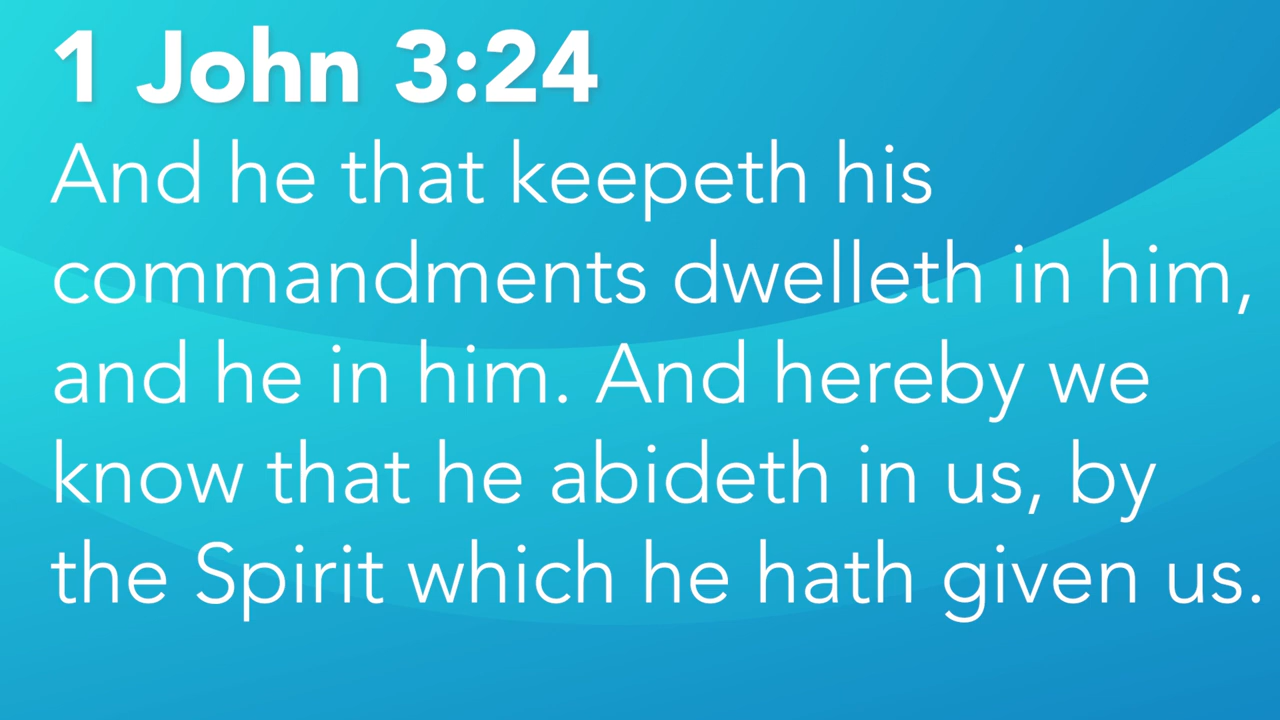 1 John 3:24
And he that keepeth his
commandments dwelleth in him,
and he in him. And hereby we
know that he abideth in us, by
the Spirit which he hath given us.